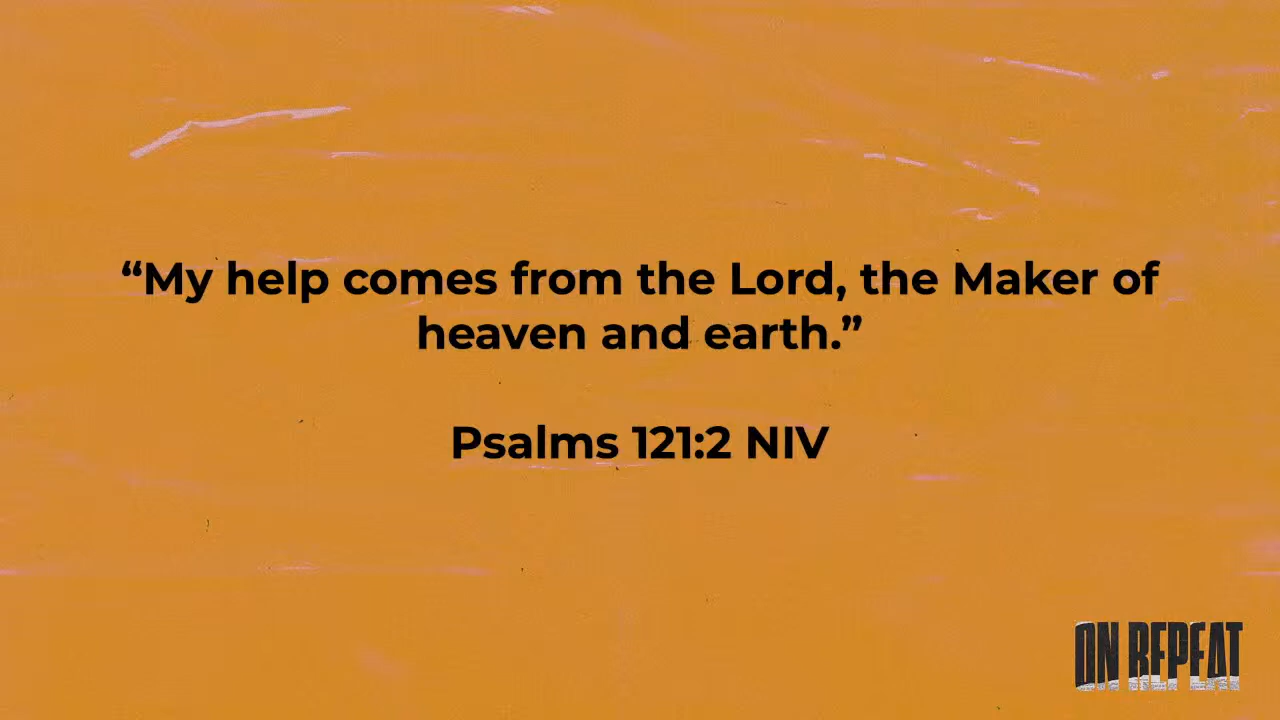 “My help comes from the Lord, the Maker of
heaven and earth.”
Psalms 121:2 NIV
ON REPEAT